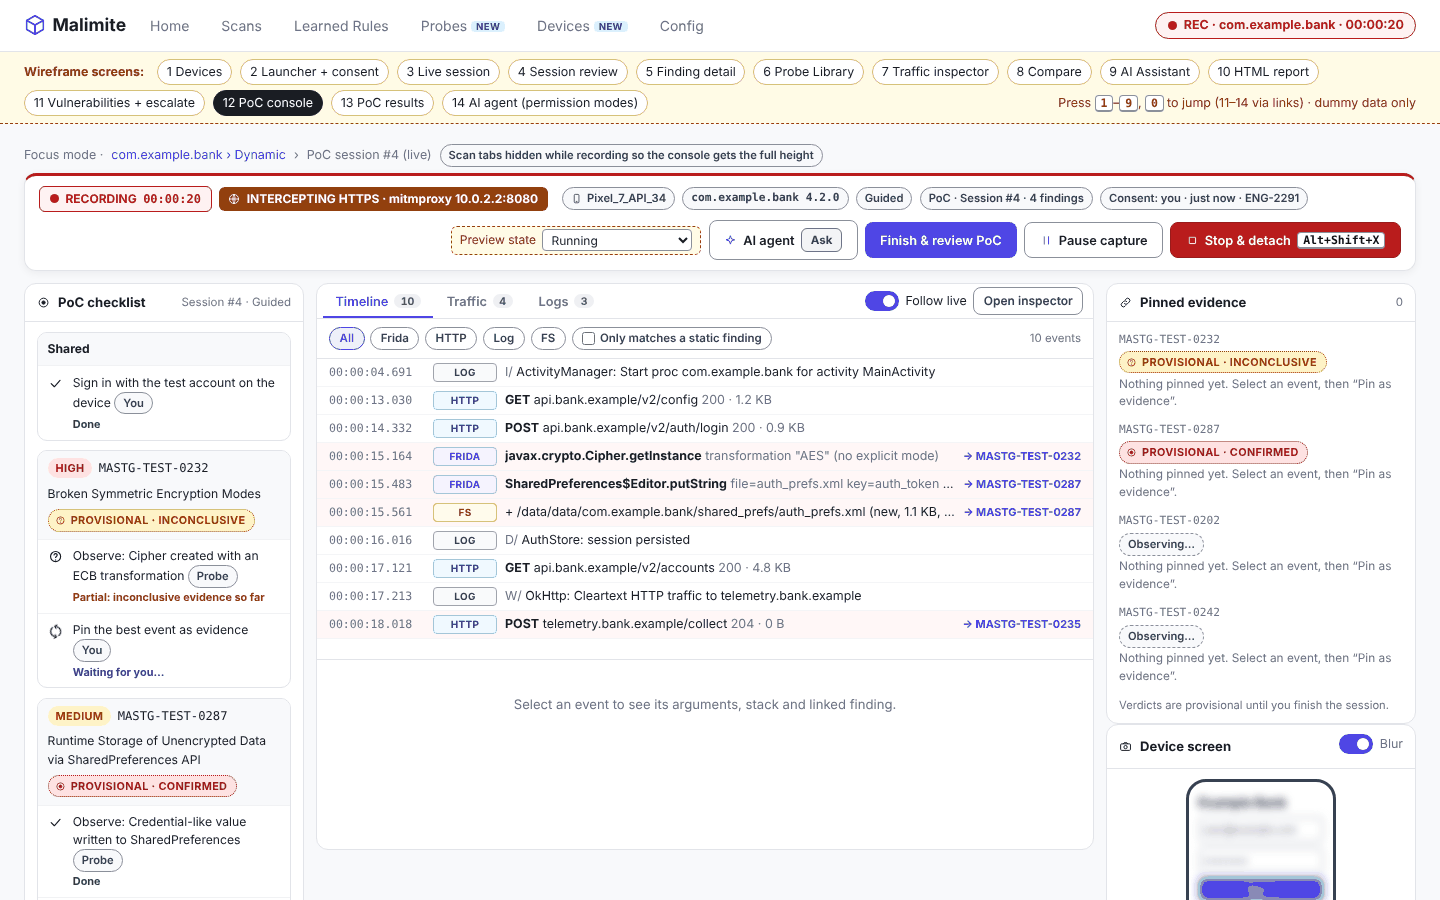 Malimite
Home
Scans
Learned Rules
Probes NEW
Devices NEW
Config
REC · com.example.bank · 00:00:20
Wireframe screens:
1 Devices
2 Launcher + consent
3 Live session
4 Session review
5 Finding detail
6 Probe Library
7 Traffic inspector
8 Compare
9 AI Assistant
10 HTML report
11 Vulnerabilities + escalate
12 PoC console
13 PoC results
14 AI agent (permission modes)
Press 1–9, 0 to jump (11–14 via links) · dummy data only
Focus mode · com.example.bank › Dynamic › PoC session #4 (live)
Scan tabs hidden while recording so the console gets the full height
RECORDING 00:00:20
INTERCEPTING HTTPS · mitmproxy 10.0.2.2:8080
Pixel_7_API_34
com.example.bank 4.2.0
Guided
PoC · Session #4 · 4 findings
Consent: you · just now · ENG-2291
Preview state Running
AI agent Ask
Finish & review PoC
Pause capture
Stop & detach Alt+Shift+X
PoC checklist
Session #4 · Guided
Shared
Sign in with the test account on the
device You
Done
HIGH MASTG-TEST-0232
Broken Symmetric Encryption Modes
PROVISIONAL · INCONCLUSIVE
Observe: Cipher created with an
ECB transformation Probe
Partial: inconclusive evidence so far
Pin the best event as evidence
You
Waiting for you…
MEDIUM MASTG-TEST-0287
Runtime Storage of Unencrypted Data
via SharedPreferences API
PROVISIONAL · CONFIRMED
Observe: Credential-like value
written to SharedPreferences
Probe
Done
Timeline 10
Traffic 4
Logs 3
Follow live
Open inspector
All
Frida
HTTP
Log
FS
Only matches a static finding
10 events
00:00:04.691 LOG I/ ActivityManager: Start proc com.example.bank for activity MainActivity
00:00:13.030 HTTP GET api.bank.example/v2/config 200 · 1.2 KB
00:00:14.332 HTTP POST api.bank.example/v2/auth/login 200 · 0.9 KB
00:00:15.164 FRIDA javax.crypto.Cipher.getInstance transformation "AES" (no explicit mode) → MASTG-TEST-0232
00:00:15.483 FRIDA SharedPreferences$Editor.putString file=auth_prefs.xml key=auth_token … → MASTG-TEST-0287
00:00:15.561 FS + /data/data/com.example.bank/shared_prefs/auth_prefs.xml (new, 1.1 KB, … → MASTG-TEST-0287
00:00:16.016 LOG D/ AuthStore: session persisted
00:00:17.121 HTTP GET api.bank.example/v2/accounts 200 · 4.8 KB
00:00:17.213 LOG W/ OkHttp: Cleartext HTTP traffic to telemetry.bank.example
00:00:18.018 HTTP POST telemetry.bank.example/collect 204 · 0 B → MASTG-TEST-0235
Select an event to see its arguments, stack and linked finding.
Pinned evidence
0
MASTG-TEST-0232
PROVISIONAL · INCONCLUSIVE
Nothing pinned yet. Select an event, then “Pin as
evidence”.
MASTG-TEST-0287
PROVISIONAL · CONFIRMED
Nothing pinned yet. Select an event, then “Pin as
evidence”.
MASTG-TEST-0202
Observing…
Nothing pinned yet. Select an event, then “Pin as
evidence”.
MASTG-TEST-0242
Observing…
Nothing pinned yet. Select an event, then “Pin as
evidence”.
Verdicts are provisional until you finish the session.
Device screen
Blur